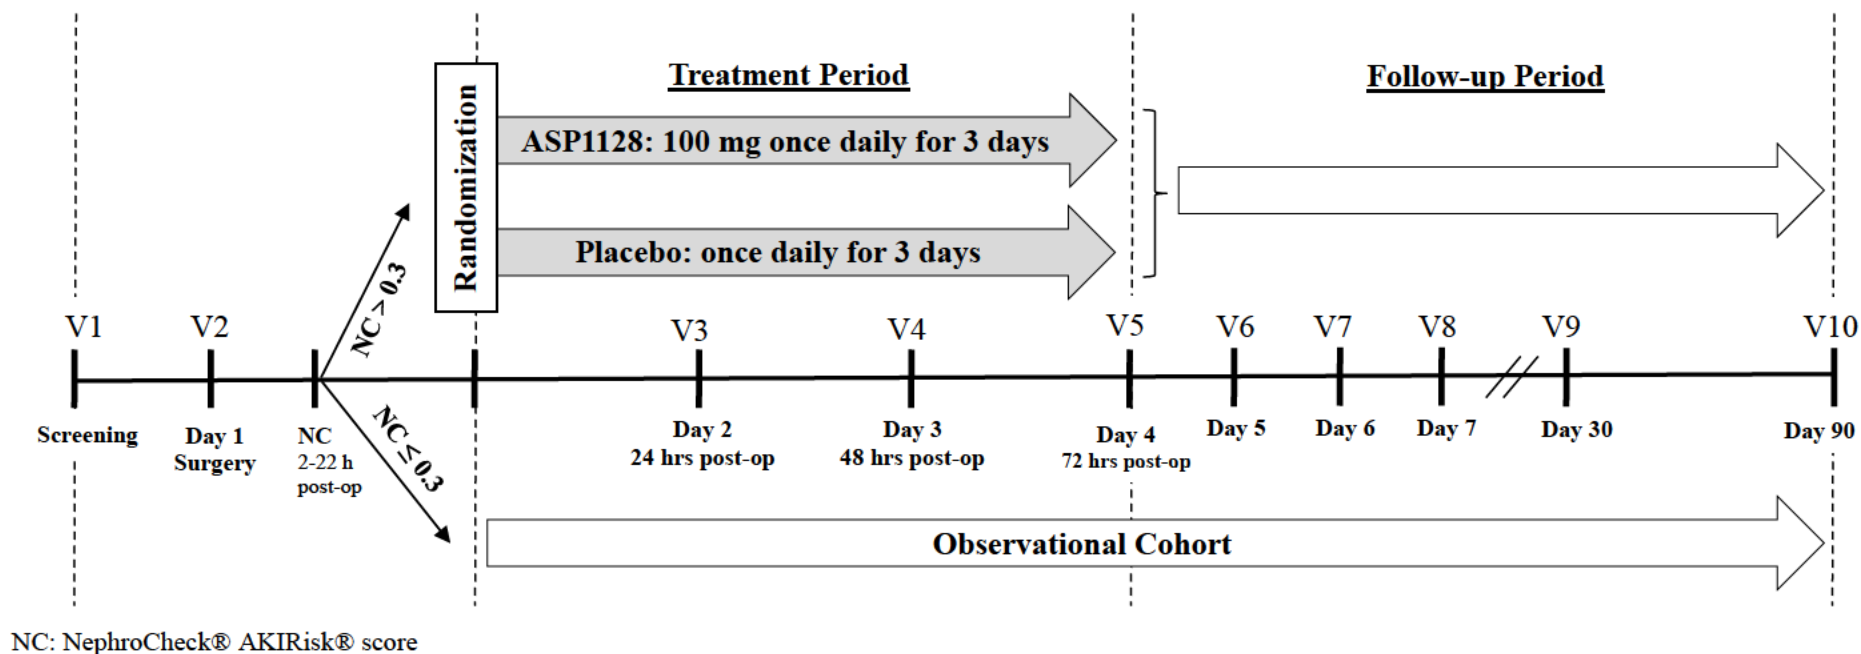 Treatment Period
Follow-up Period
Randomization
ASP1128: 100 mg once daily for 3 days
Placebo: once daily for 3 days
NC > 0.3
NC ≤ 0.3
V1
V2
V3
V4
V5
V6
V7
V8
V9
V10
Screening
Day 1
Surgery
NC
2-22 h
post-op
Day 2
24 hrs post-op
Day 3
48 hrs post-op
Day 4
72 hrs post-op
Day 5
Day 6
Day 7
Day 30
Day 90
Observational Cohort
NC: NephroCheck® AKIRisk® score